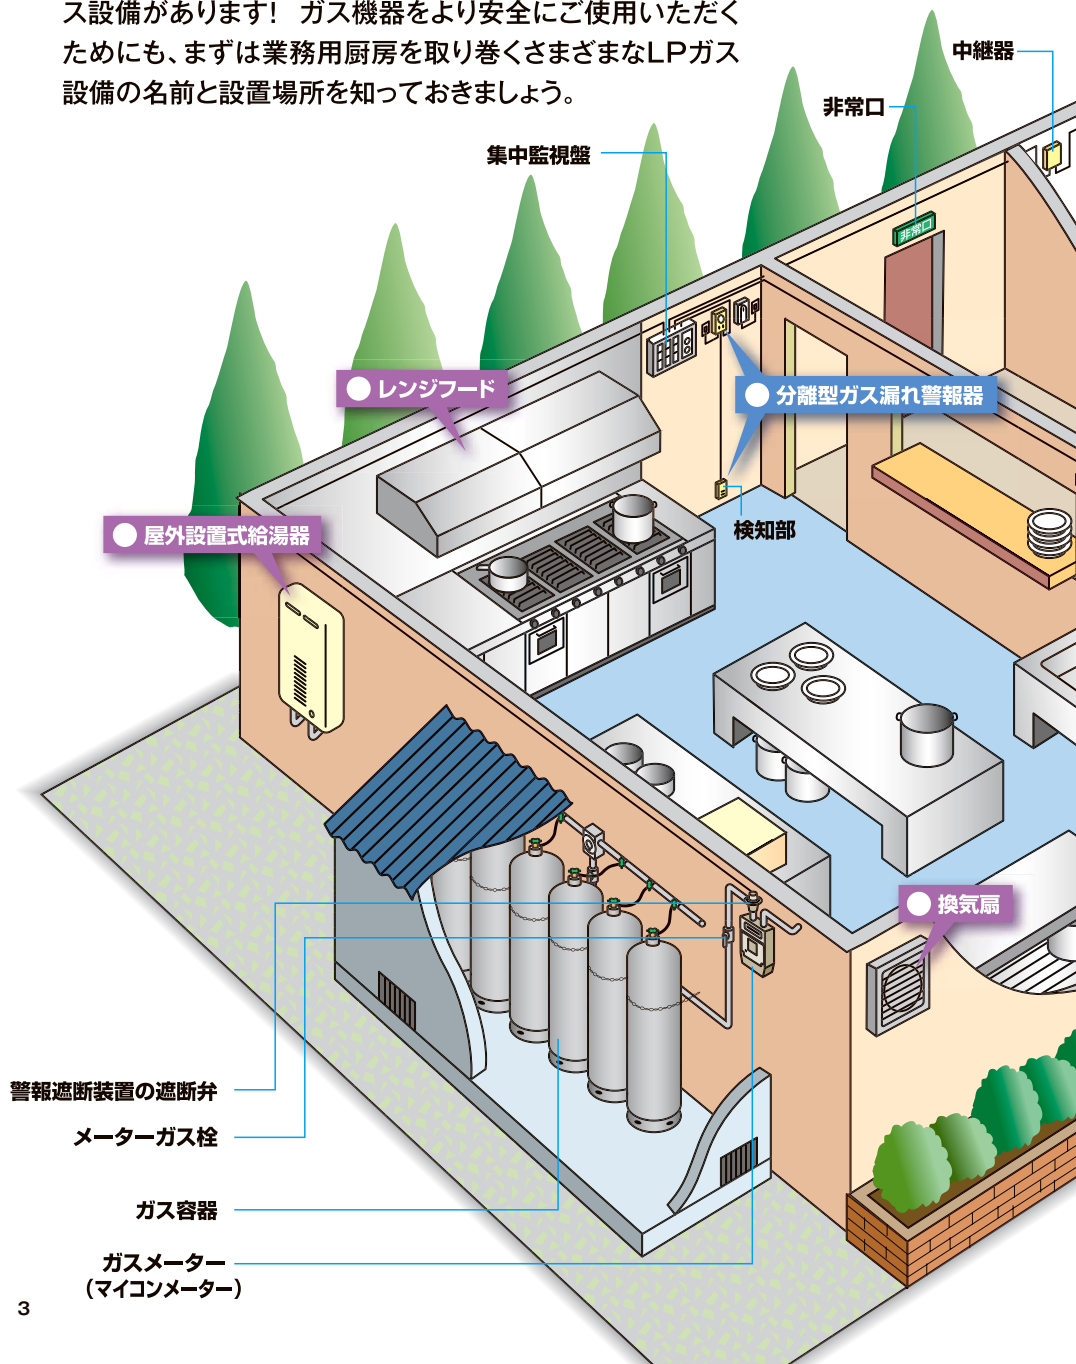 ス設備があります！ ガス機器をより安全にご使用いただく
ためにも、まずは業務用厨房を取り巻くさまざまなLPガス
設備の名前と設置場所を知っておきましょう。
中継器
非常口
集中監視盤
非常口
レンジフード
分離型ガス漏れ警報器
検知部
屋外設置式給湯器
換気扇
警報遮断装置の遮断弁
メーターガス栓
ガス容器
ガスメーター
（マイコンメーター）
3